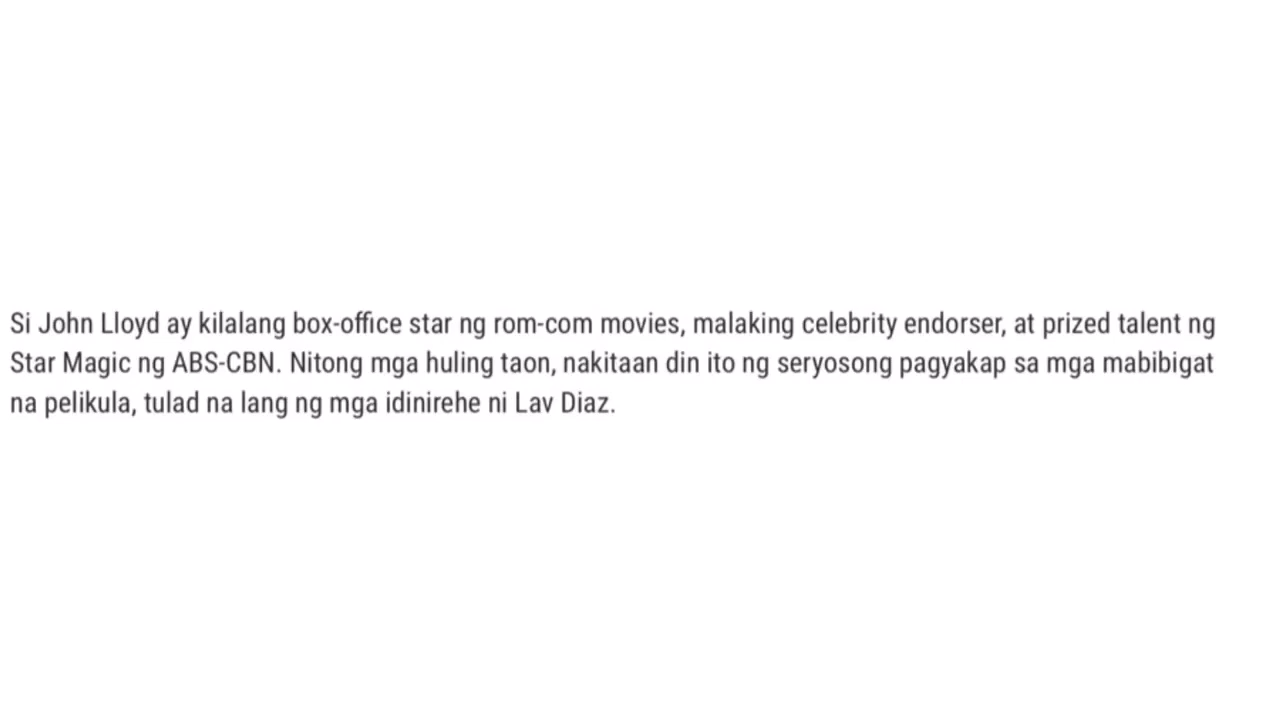 Si John Lloyd ay kilalang box-office star ng rom-com movies, malaking celebrity endorser, at prized talent ng
Star Magic ng ABS-CBN. Nitong mga huling taon, nakitaan din ito ng seryosong pagyakap sa mga mabibigat
na pelikula, tulad na lang ng mga idinirehe ni Lav Diaz.